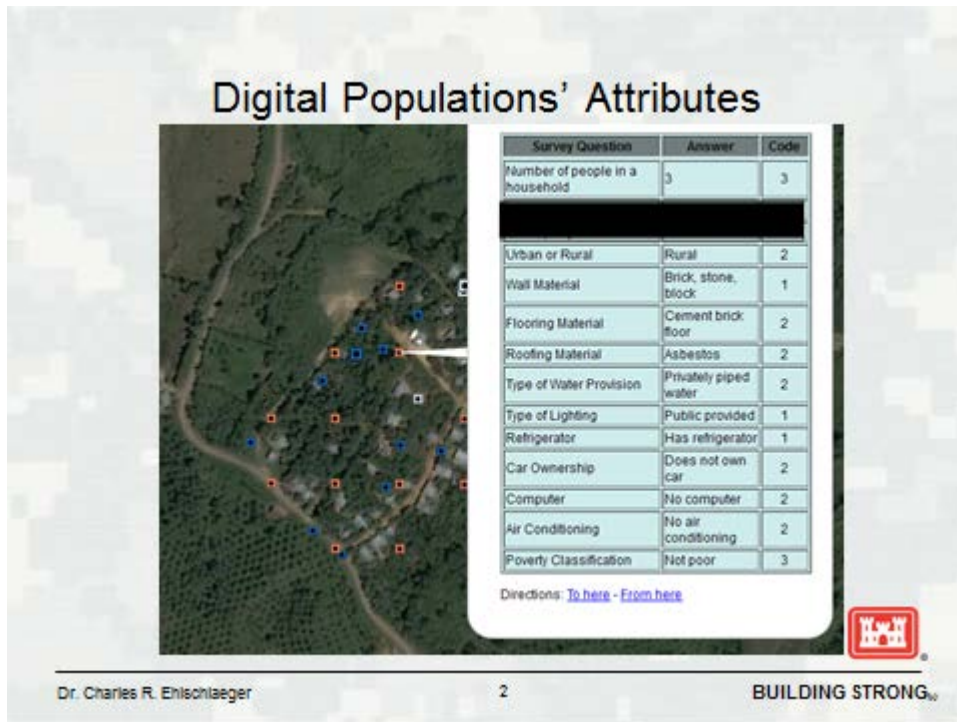 Digital Populations' Attributes
Survey Question Answer Code
Number of people in a
household 3 3
Urban or Rural Rural 2
Wall Material Brick, stone,
block 1
Flooring Material Cement brick
floor 2
Roofing Material Asbestos 2
Type of Water Provision Privately piped
water 2
Type of Lighting Public provided 1
Refrigerator Has refrigerator 1
Car Ownership Does not own
car 2
Computer No computer 2
Air Conditioning No air
conditioning 2
Poverty Classification Not poor 3
Directions: To here - From here
Dr. Charles R. Ehlschlaeger 2 BUILDING STRONG